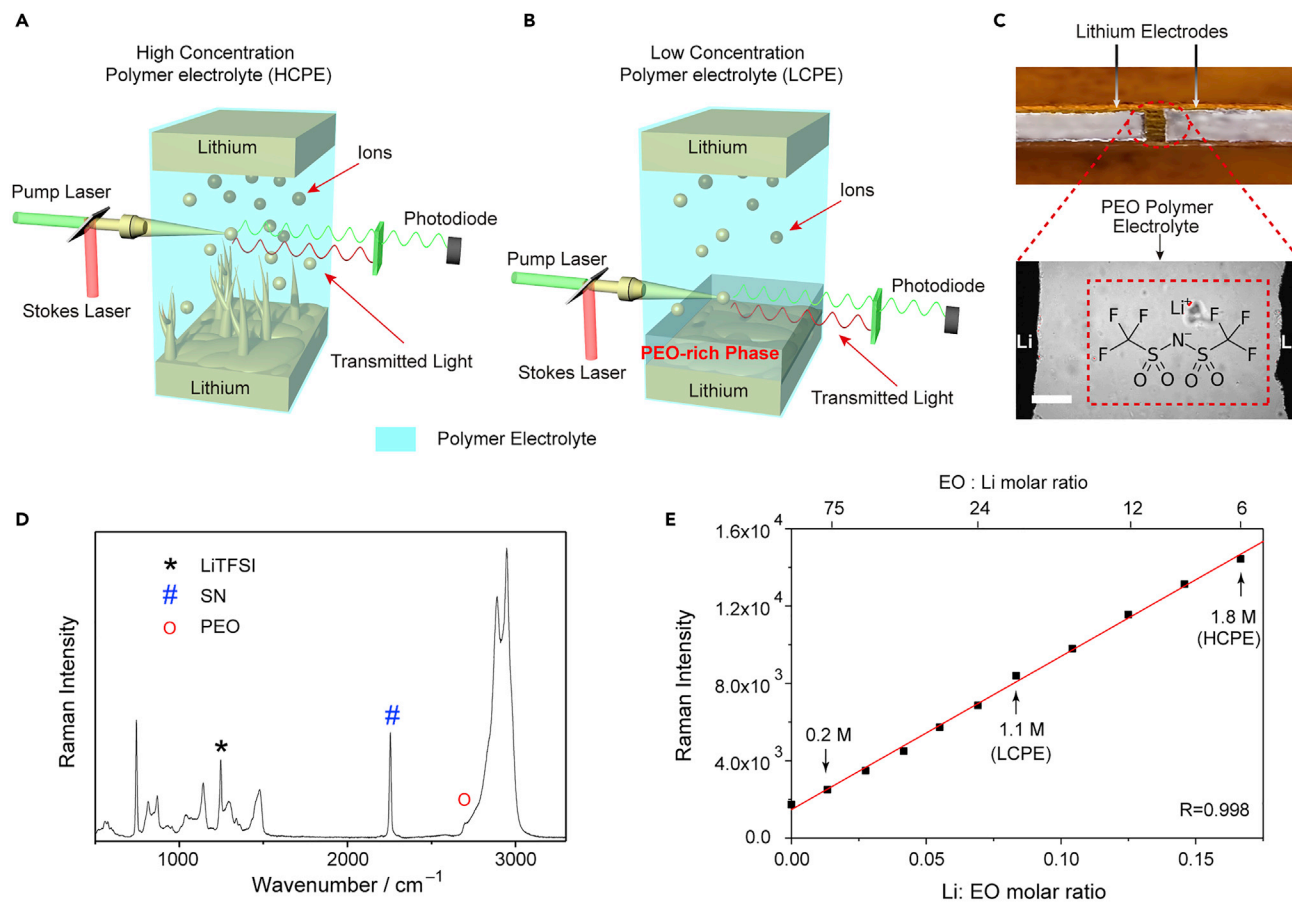 A
High Concentration
Polymer electrolyte (HCPE)
Lithium
Ions
Pump Laser
Photodiode
Stokes Laser
Transmitted Light
Lithium
B
Low Concentration
Polymer electrolyte (LCPE)
Lithium
Ions
Pump Laser
Photodiode
PEO-rich Phase
Stokes Laser
Lithium
Transmitted Light
Polymer Electrolyte
C
Lithium Electrodes
PEO Polymer
Electrolyte
Li⁺
F F F F
Li F S N⁻ S F L
O O O O
D
* LiTFSI
# SN
o PEO
*
#
o
Raman Intensity
1000 2000 3000
Wavenumber / cm⁻¹
E
EO : Li molar ratio
75 24 12 6
1.6x10⁴
1.2x10⁴
8.0x10³
4.0x10³
0.0
Raman Intensity
0.2 M
1.1 M
(LCPE)
1.8 M
(HCPE)
R=0.998
0.00 0.05 0.10 0.15
Li: EO molar ratio